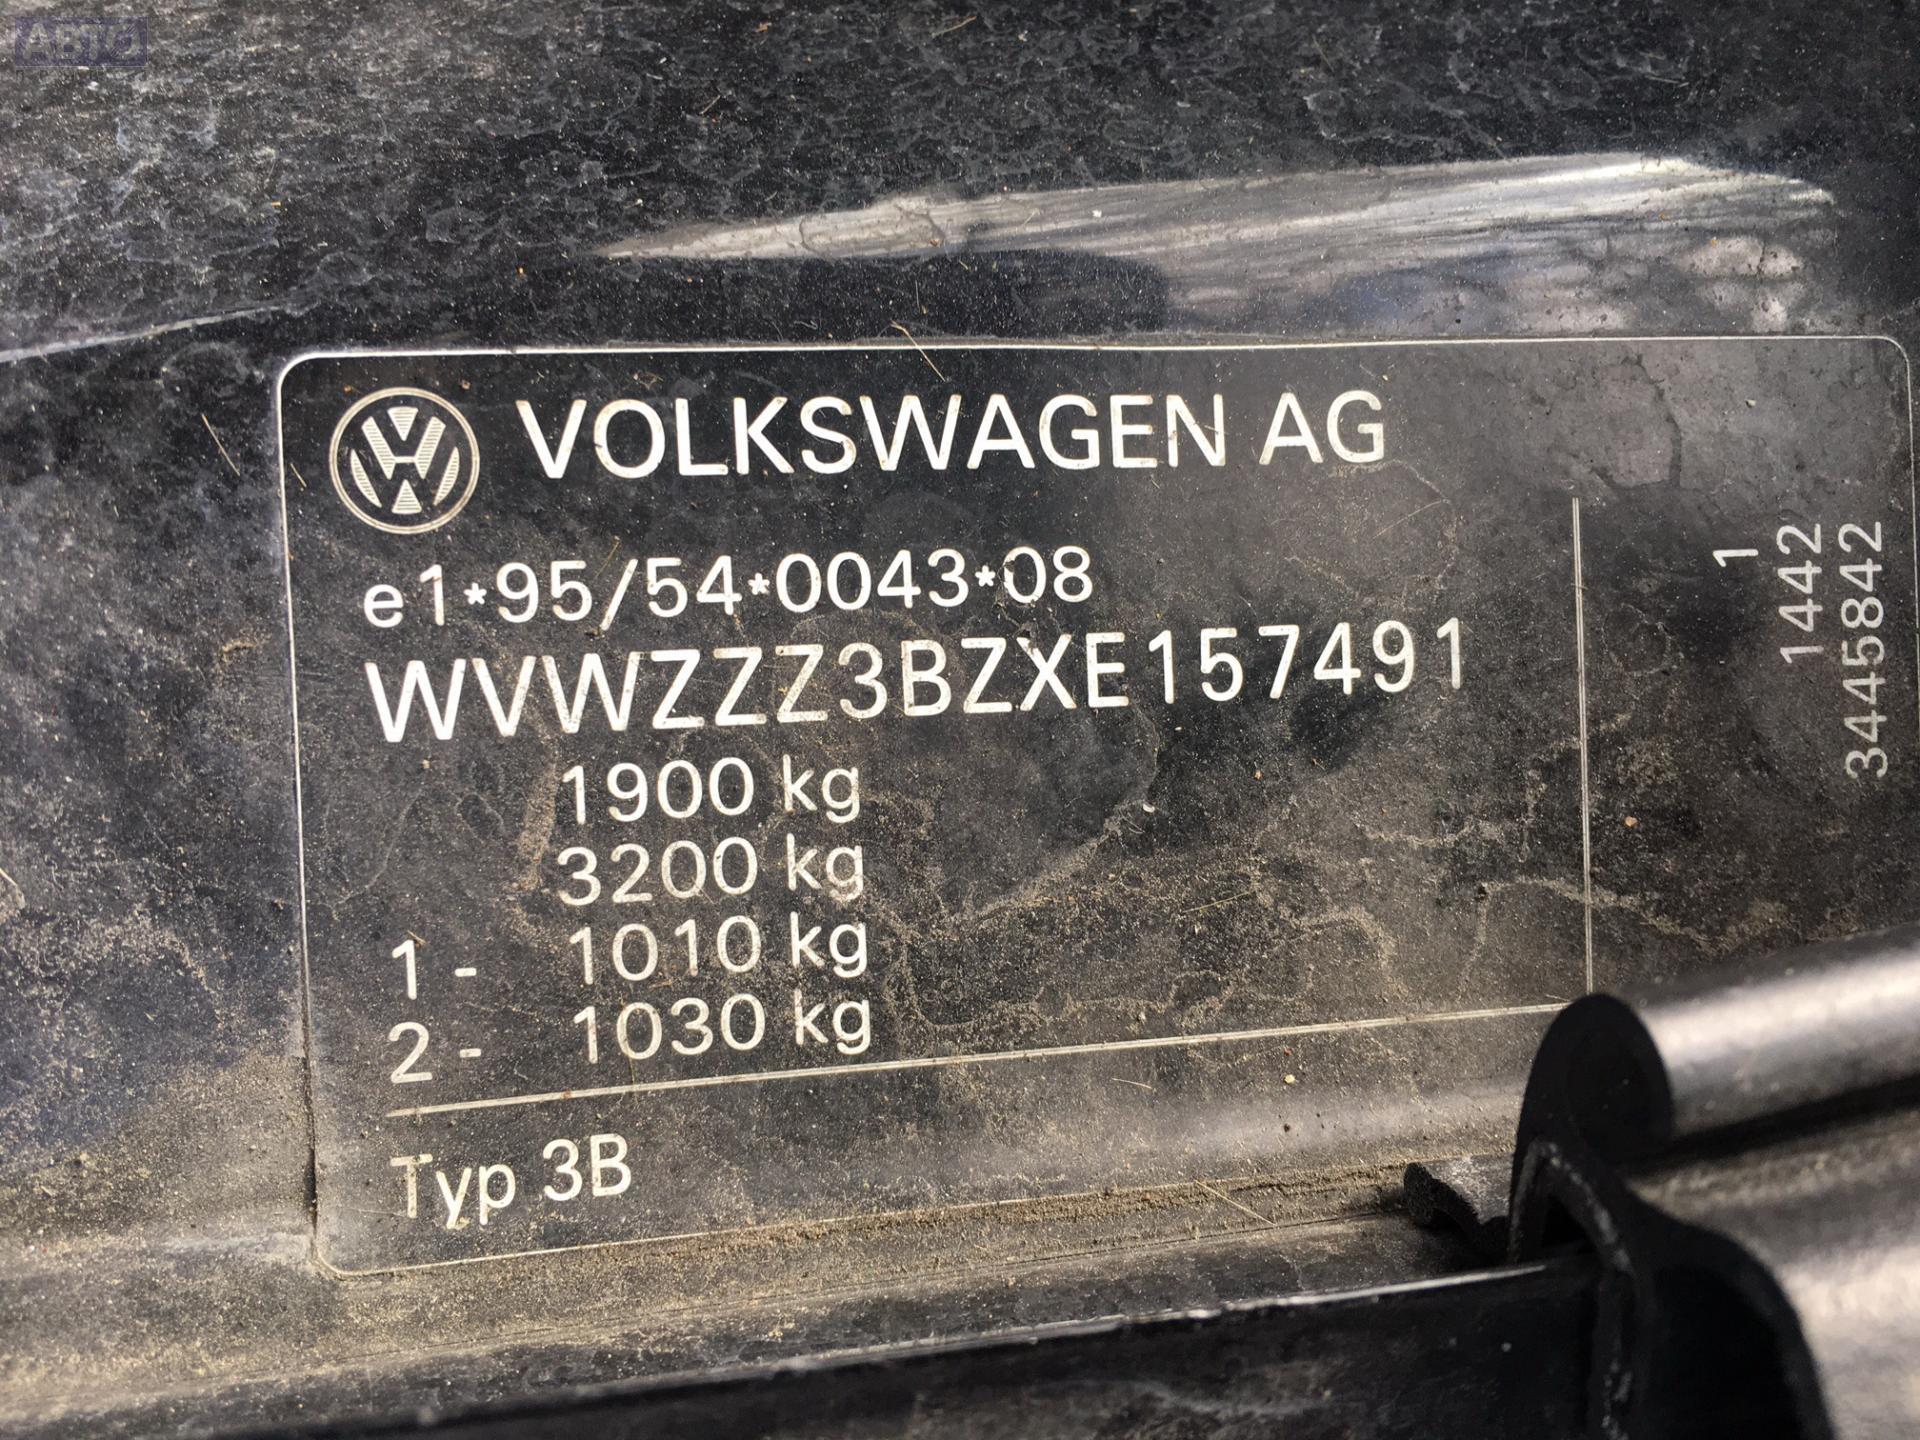 АВТО
VOLKSWAGEN AG
e1*95/54*0043*08
WVWZZZ3BZXE157491
1900 kg
3200 kg
1 - 1010 kg
2 - 1030 kg
Typ 3B
1
1442
3445842